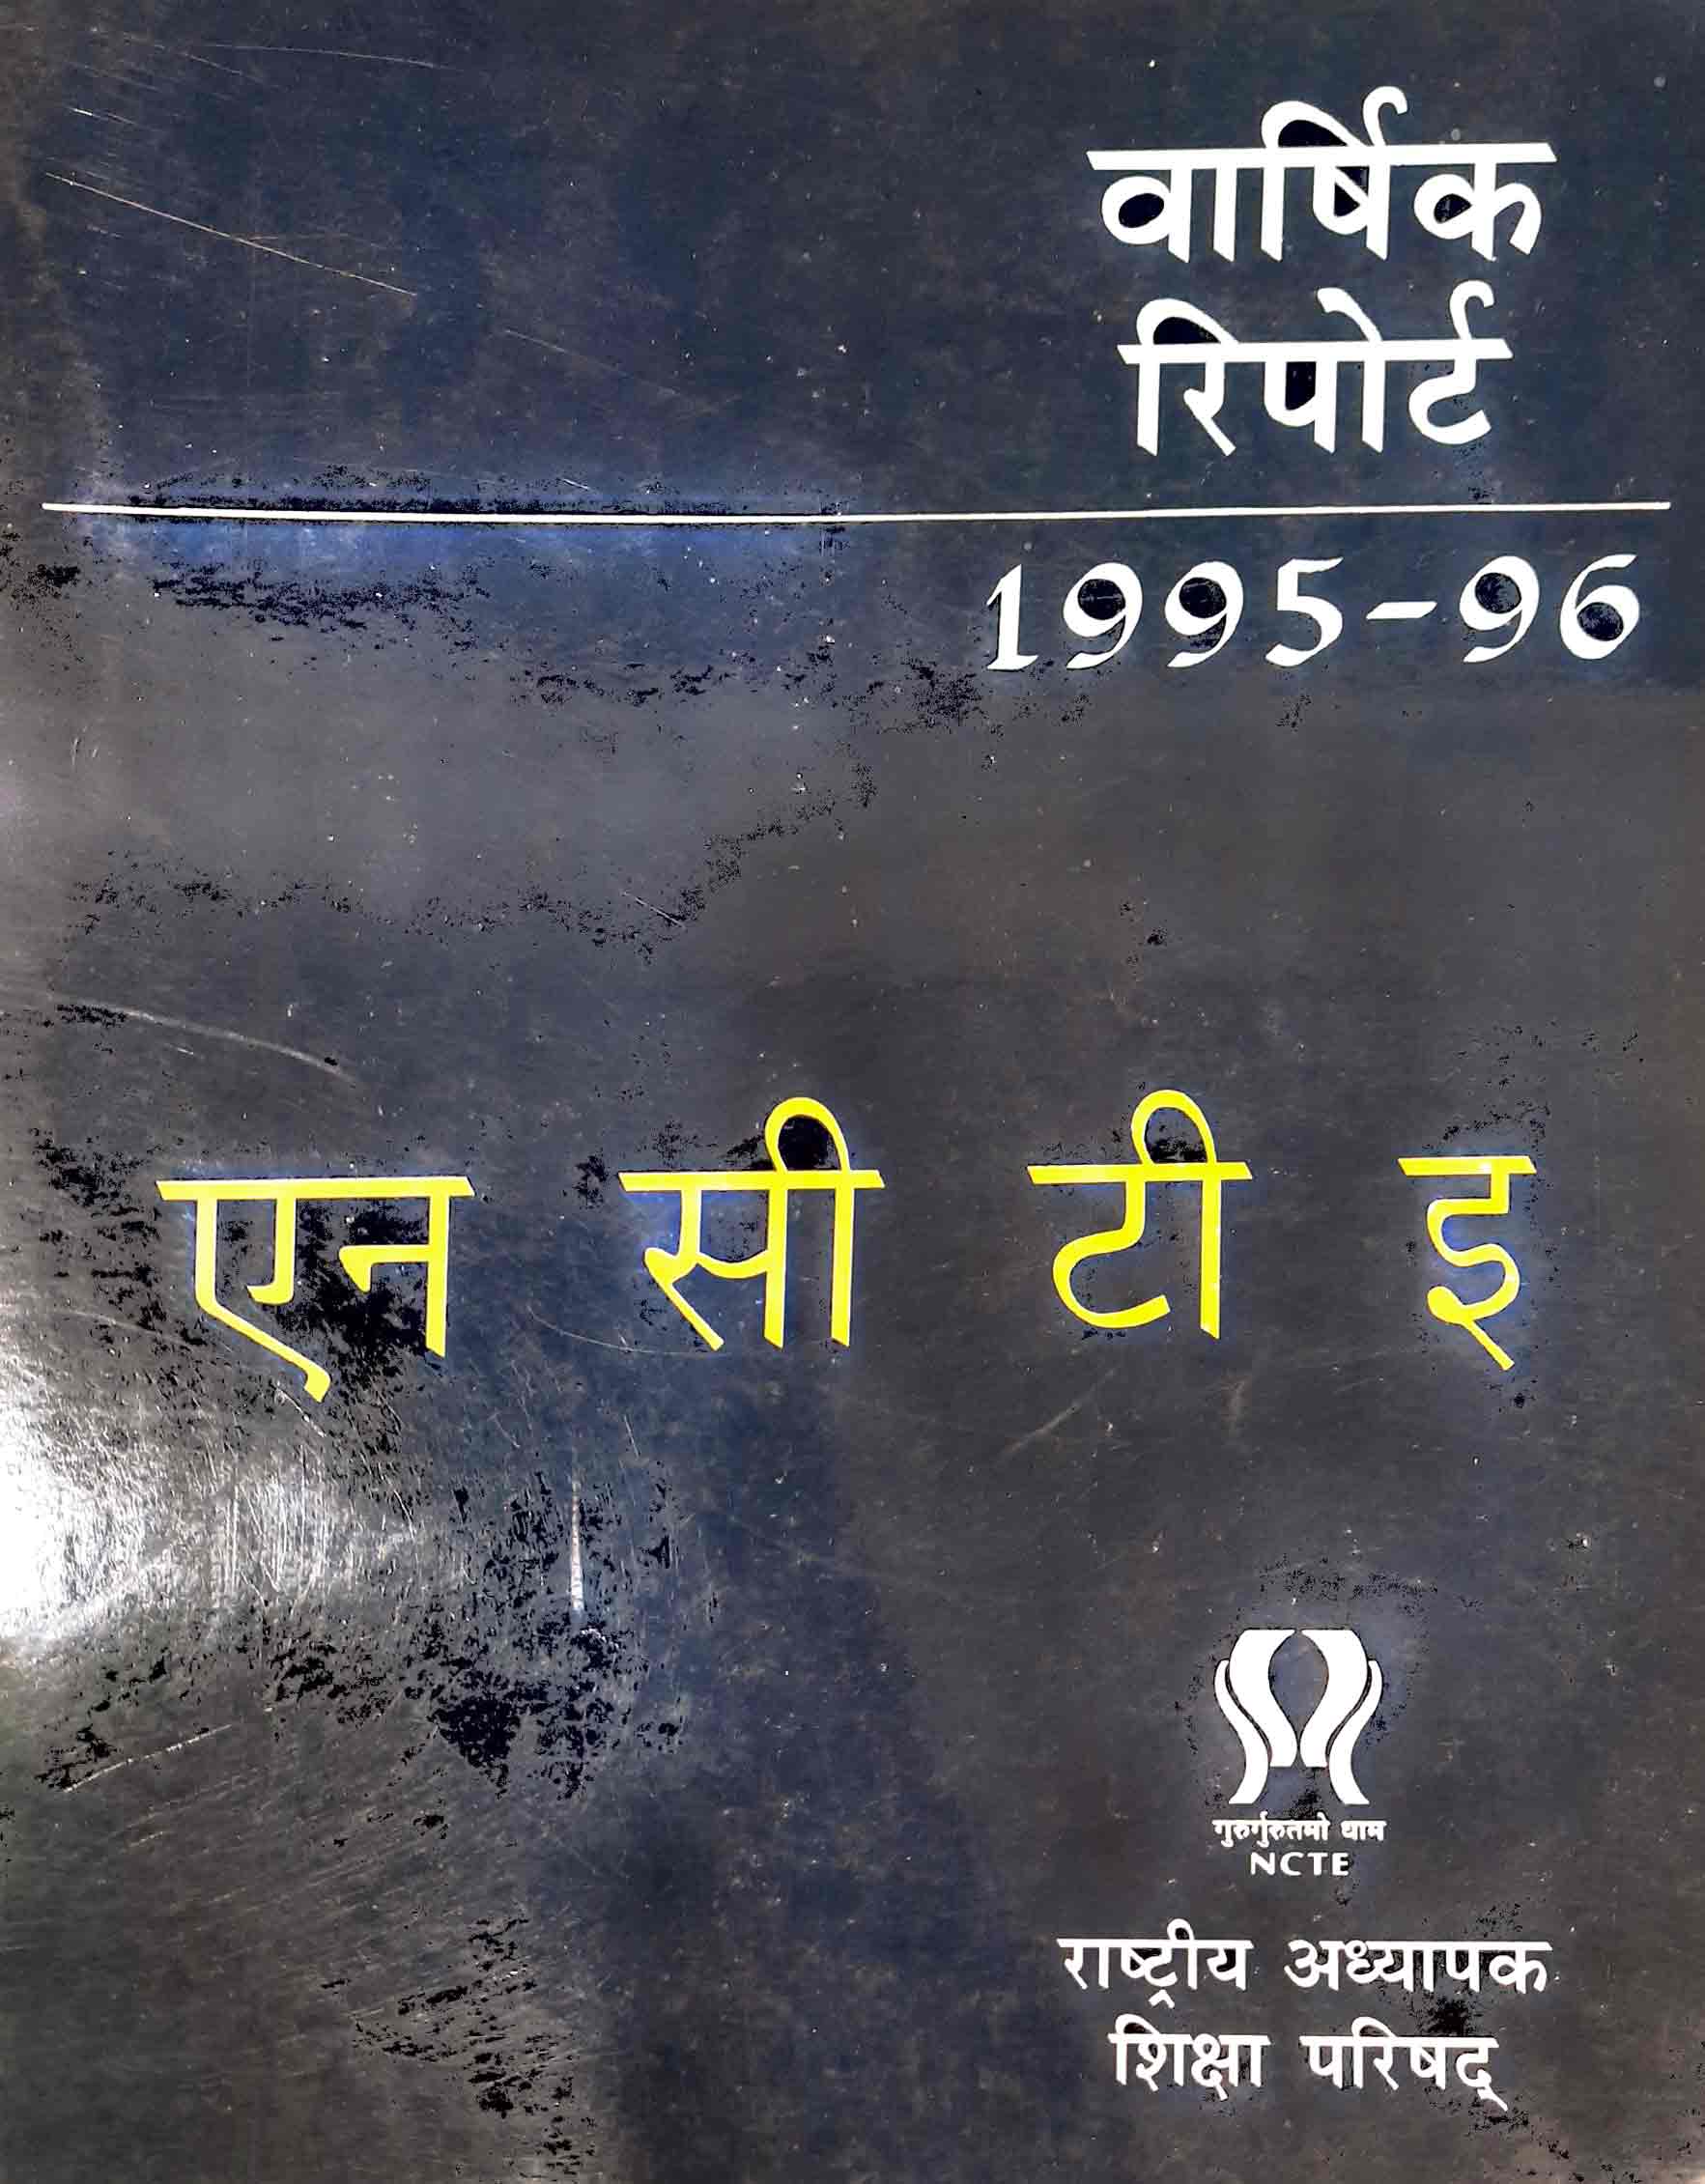 वार्षिक
रिपोर्ट
1995-96
एन सी टी इ
गुरुर्गुरुतमो धाम
NCTE
राष्ट्रीय अध्यापक
शिक्षा परिषद्